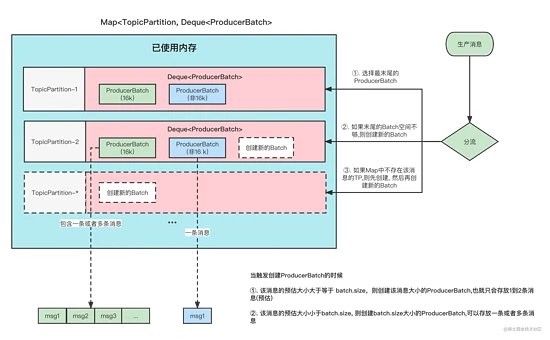 Map<TopicPartition, Deque<ProducerBatch>
已使用内存
生产消息
TopicPartition-1
Deque<ProducerBatch>
ProducerBatch
(16k)
ProducerBatch
(非16k)
①. 选择最末尾的
ProducerBatch
TopicPartition-2
Deque<ProducerBatch>
ProducerBatch
(16k)
ProducerBatch
(非16 k)
创建新的Batch
②. 如果末尾的Batch空间不
够,则创建新的Batch
分流
TopicPartition-*
创建新的Batch
③. 如果Map中不存在该消
息的TP,则先创建, 然后再创
建新的Batch
包含一条或者多条消息
...
一条消息
当触发创建ProducerBatch的时候
①. 该消息的预估大小大于等于 batch.size，则创建该消息大小的ProducerBatch,也就只会存放1到2条消
息(预估)
②. 该消息的预估大小小于batch.size, 则创建batch.size大小的ProducerBatch,可以存放一条或者多条消
息
msg1
msg2
msg3
...
msg1
@稀土掘金技术社区